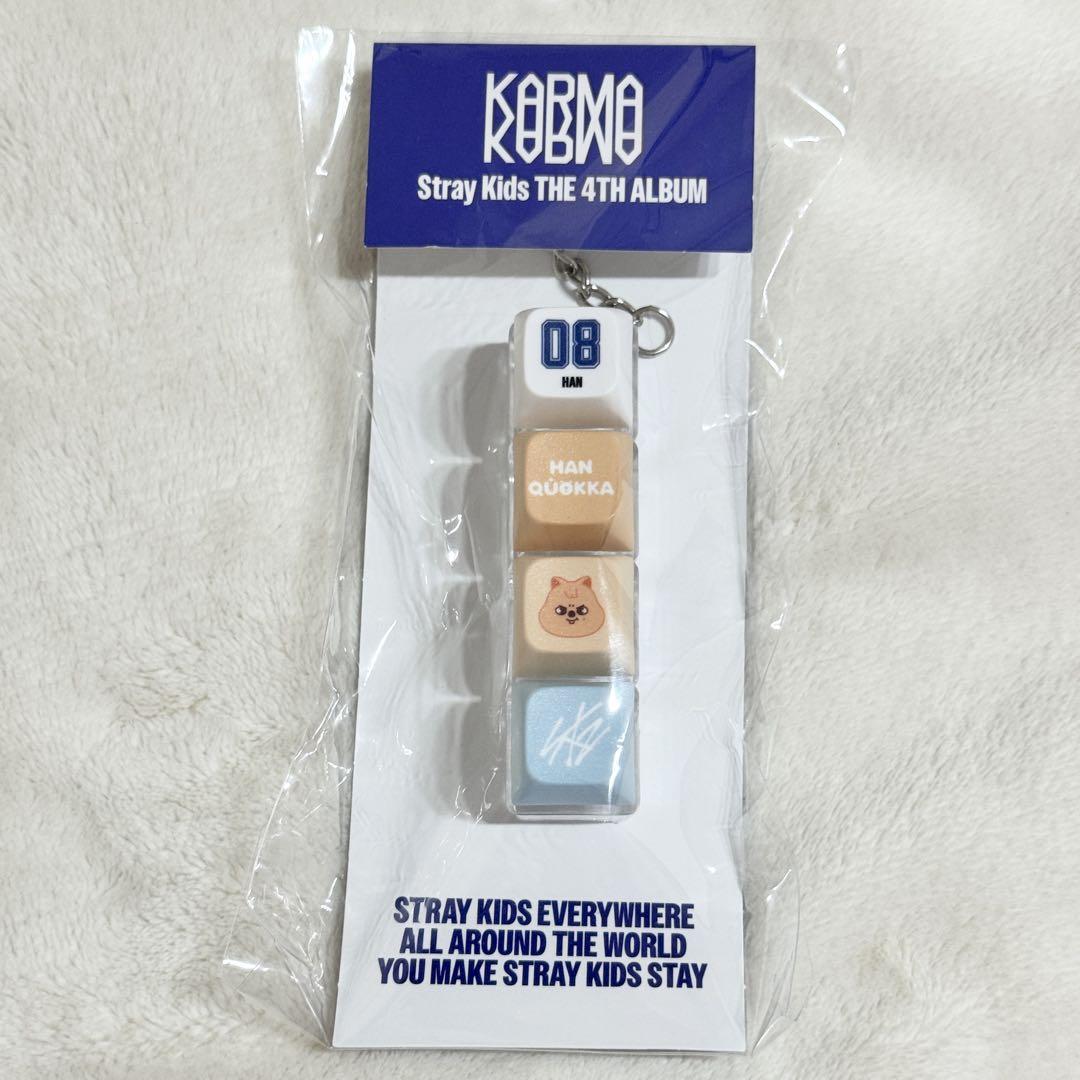 KARMA
Stray Kids THE 4TH ALBUM
08
HAN
HAN
QUOKKA
SKZ
STRAY KIDS EVERYWHERE
ALL AROUND THE WORLD
YOU MAKE STRAY KIDS STAY